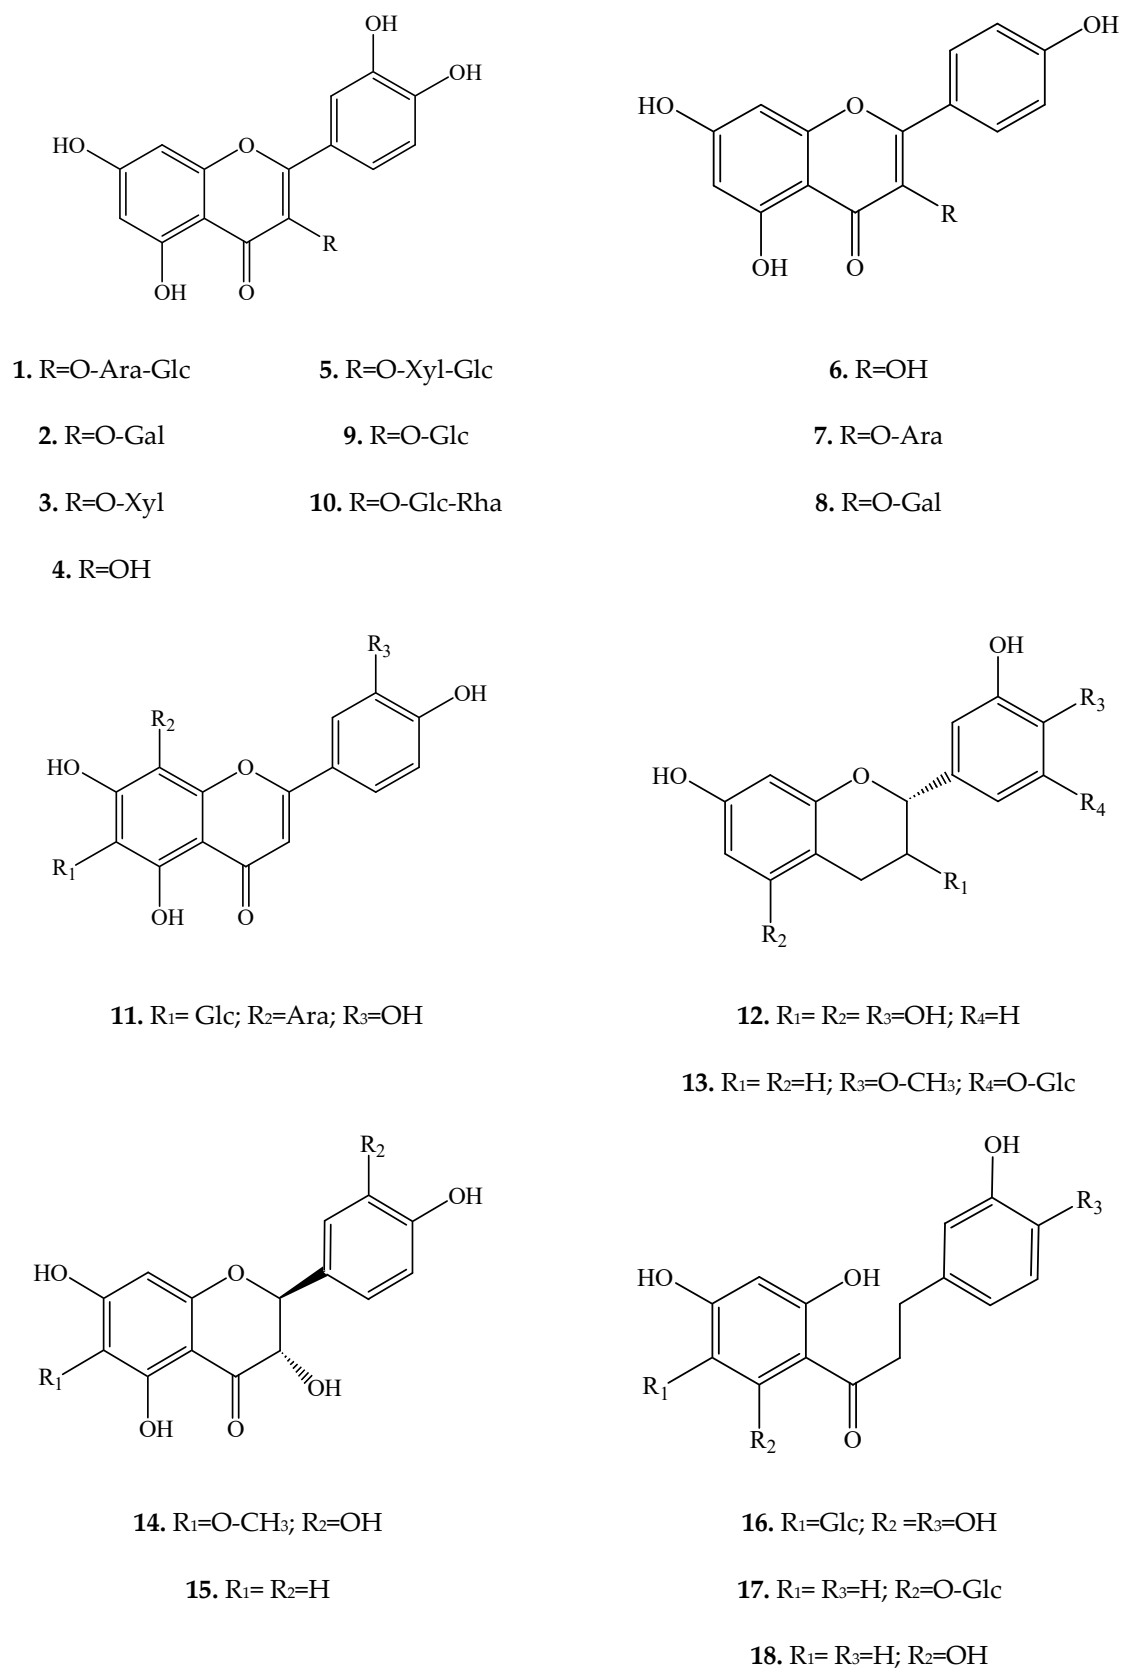 OH
OH
HO
O
R
OH
O
OH
HO
O
R
OH
O
1. R=O-Ara-Glc
5. R=O-Xyl-Glc
6. R=OH
2. R=O-Gal
9. R=O-Glc
7. R=O-Ara
3. R=O-Xyl
10. R=O-Glc-Rha
8. R=O-Gal
4. R=OH
R3
OH
R2
HO
O
R1
OH
O
OH
R3
HO
O
R4
R1
R2
11. R1= Glc; R2=Ara; R3=OH
12. R1= R2= R3=OH; R4=H
13. R1= R2=H; R3=O-CH3; R4=O-Glc
R2
OH
HO
O
R1
OH
OH
O
OH
R3
HO
OH
R1
R2
O
14. R1=O-CH3; R2=OH
16. R1=Glc; R2 =R3=OH
15. R1= R2=H
17. R1= R3=H; R2=O-Glc
18. R1= R3=H; R2=OH